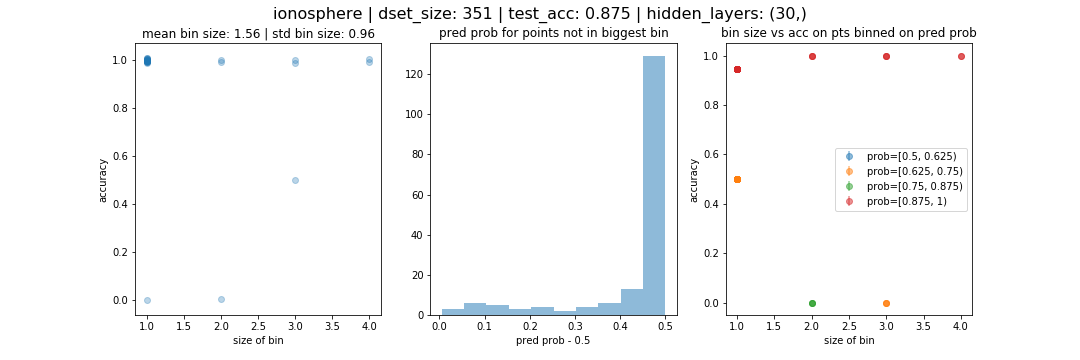 ionosphere | dset_size: 351 | test_acc: 0.875 | hidden_layers: (30,)
mean bin size: 1.56 | std bin size: 0.96
accuracy
1.0
0.8
0.6
0.4
0.2
0.0
1.0 1.5 2.0 2.5 3.0 3.5 4.0
size of bin
pred prob for points not in biggest bin
120
100
80
60
40
20
0
0.0 0.1 0.2 0.3 0.4 0.5
pred prob - 0.5
bin size vs acc on pts binned on pred prob
accuracy
1.0
0.8
0.6
0.4
0.2
0.0
prob=[0.5, 0.625)
prob=[0.625, 0.75)
prob=[0.75, 0.875)
prob=[0.875, 1)
1.0 1.5 2.0 2.5 3.0 3.5 4.0
size of bin